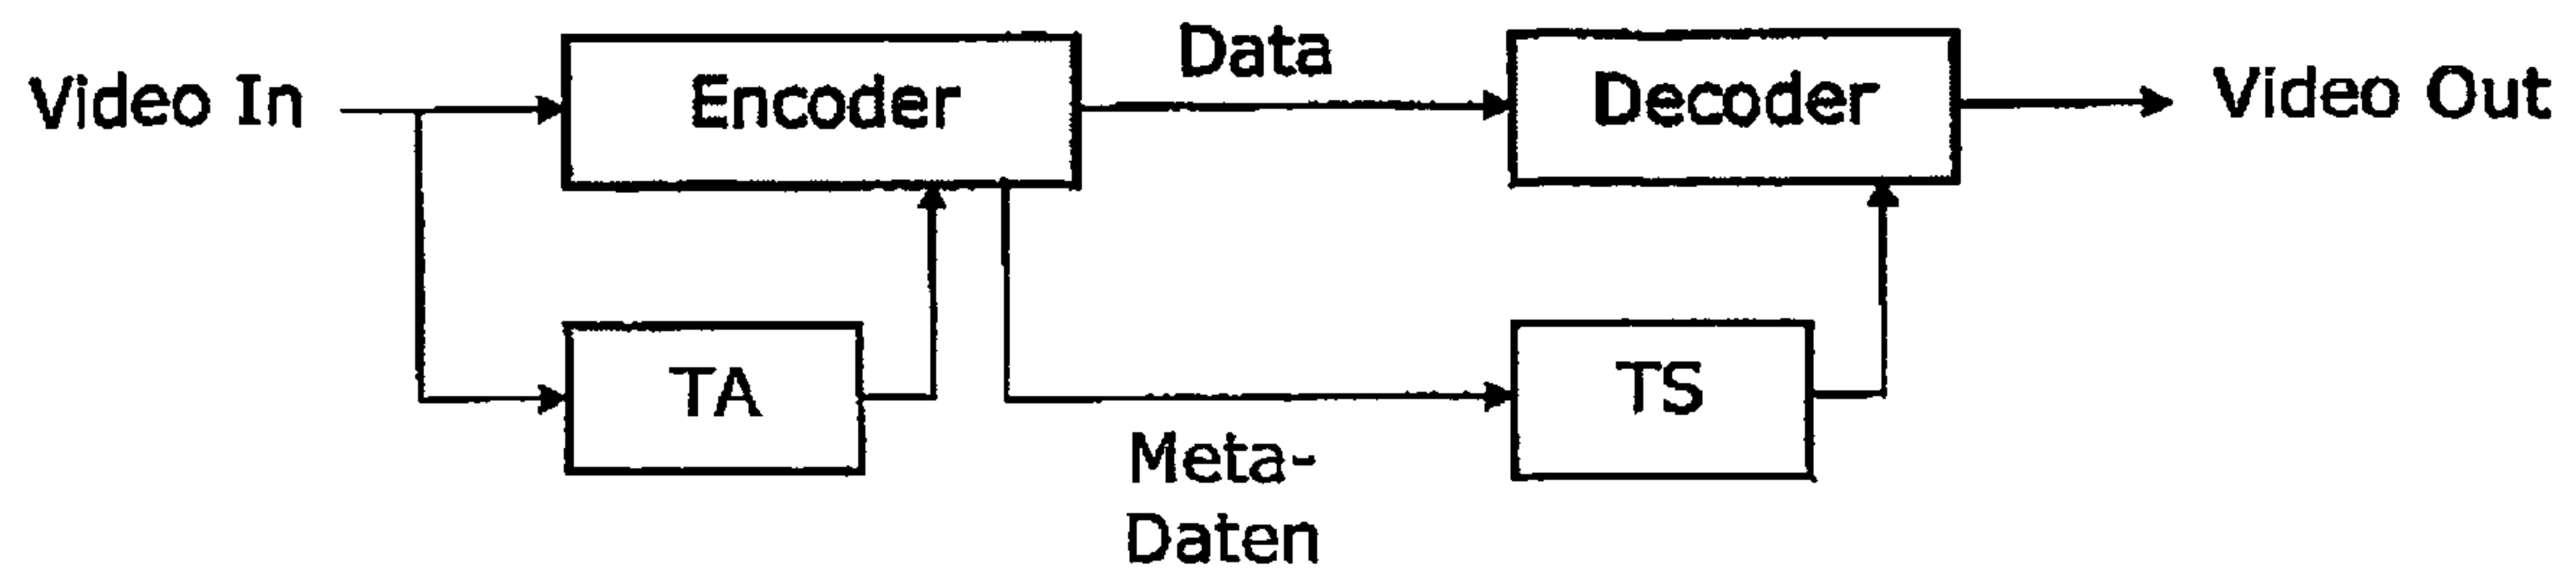 Video In
Encoder
Data
Decoder
Video Out
TA
Meta-
Daten
TS